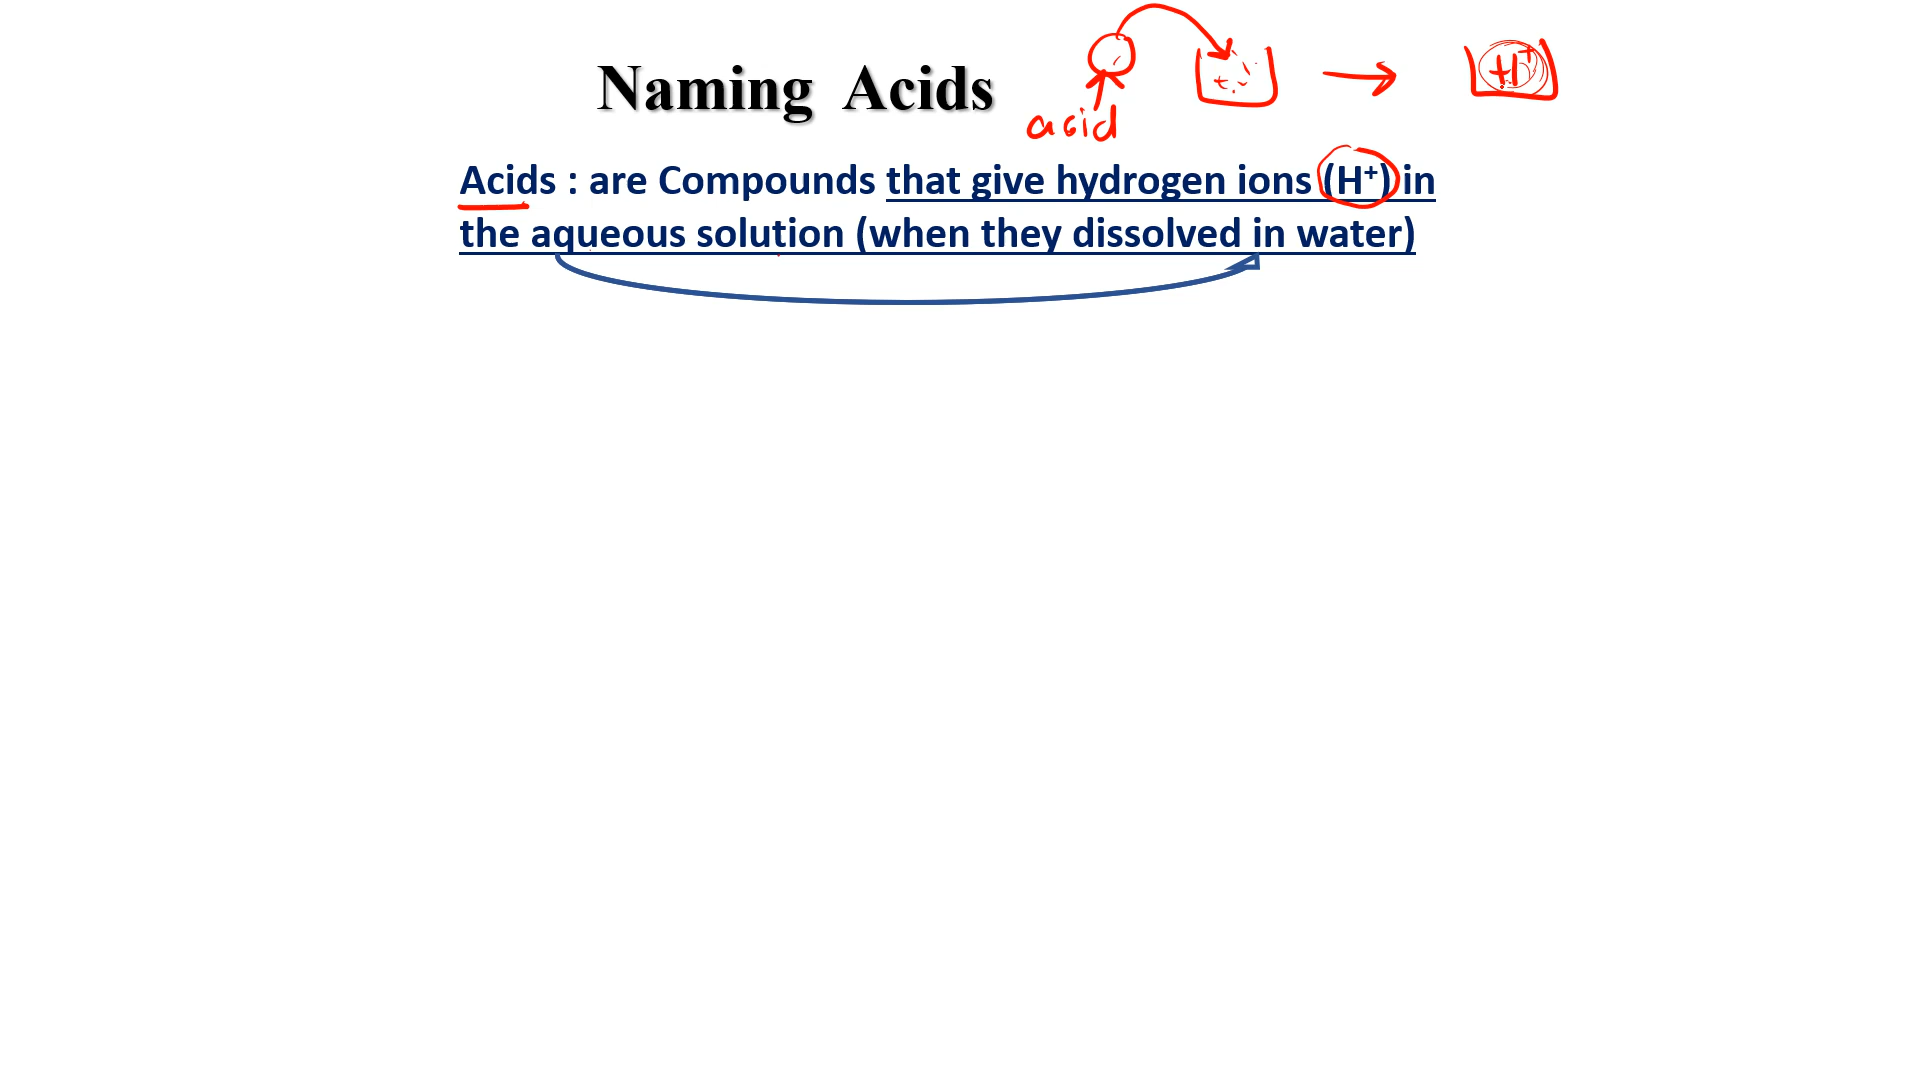 Naming Acids
acid
H+
Acids : are Compounds that give hydrogen ions (H⁺) in
the aqueous solution (when they dissolved in water)